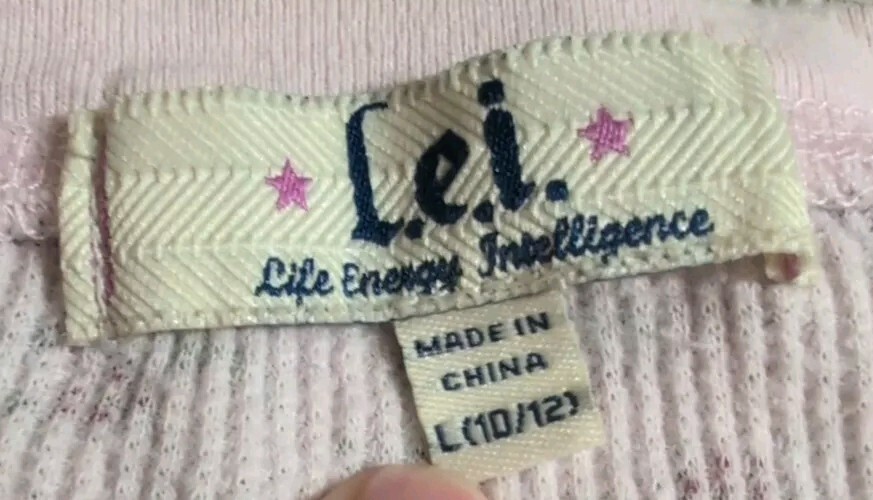 L.e.i.
Life Energy Intelligence
MADE IN
CHINA
L(10/12)